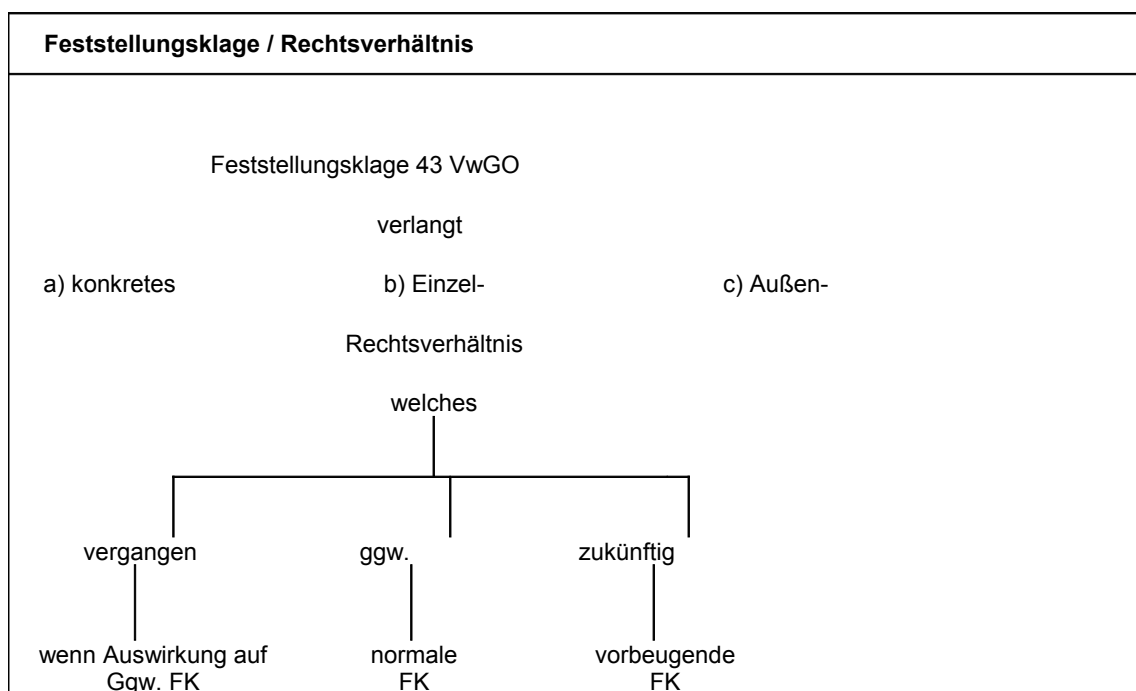 Feststellungsklage / Rechtsverhältnis
Feststellungsklage 43 VwGO
verlangt
a) konkretes b) Einzel- c) Außen-
Rechtsverhältnis
welches
vergangen ggw. zukünftig
wenn Auswirkung auf normale vorbeugende
Ggw. FK FK FK